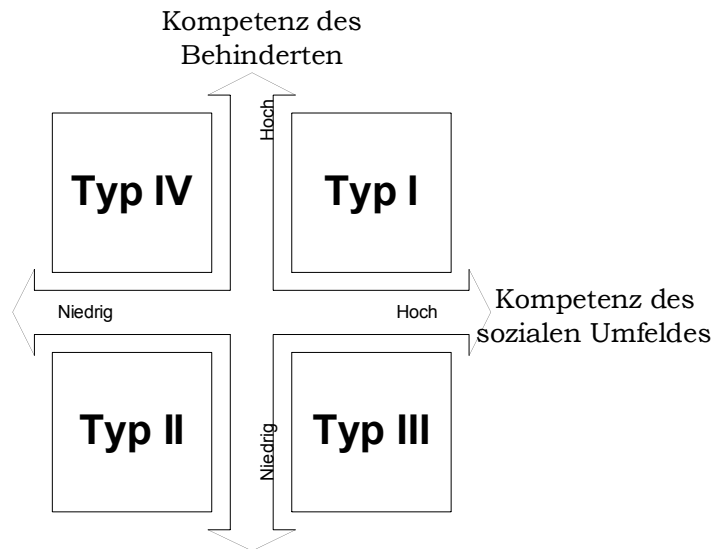 Kompetenz des
Behinderten
Hoch
Typ IV
Typ I
Niedrig
Hoch
Kompetenz des
sozialen Umfeldes
Typ II
Typ III
Niedrig